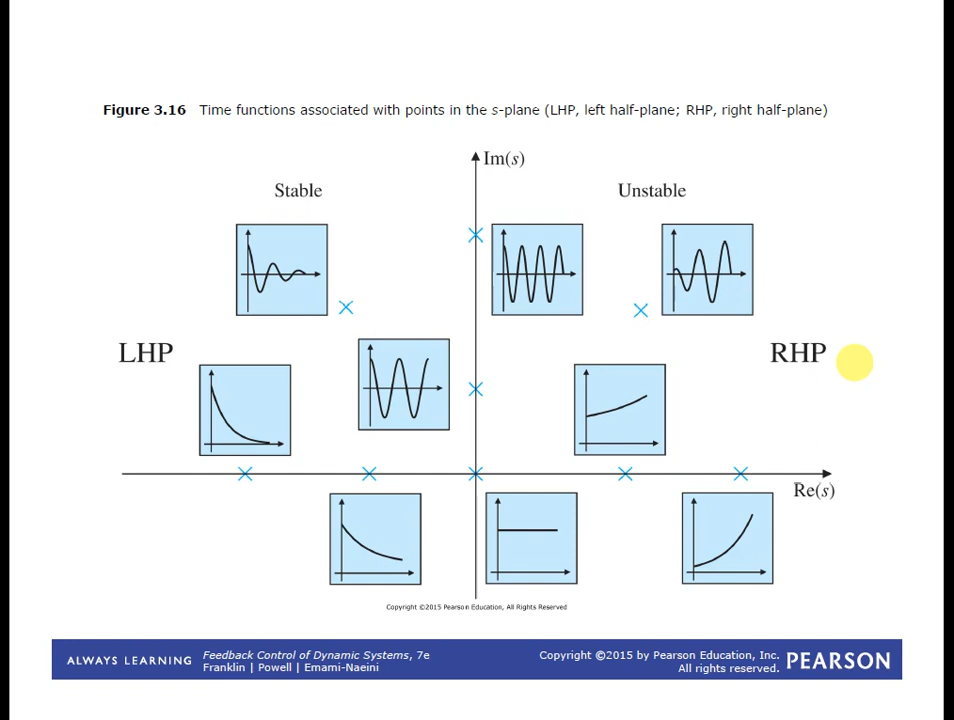 Figure 3.16 Time functions associated with points in the s-plane (LHP, left half-plane; RHP, right half-plane)
Im(s)
Stable
Unstable
LHP
RHP
Re(s)
Copyright ©2015 Pearson Education, All Rights Reserved
ALWAYS LEARNING
Feedback Control of Dynamic Systems, 7e
Franklin | Powell | Emami-Naeini
Copyright ©2015 by Pearson Education, Inc.
All rights reserved.
PEARSON